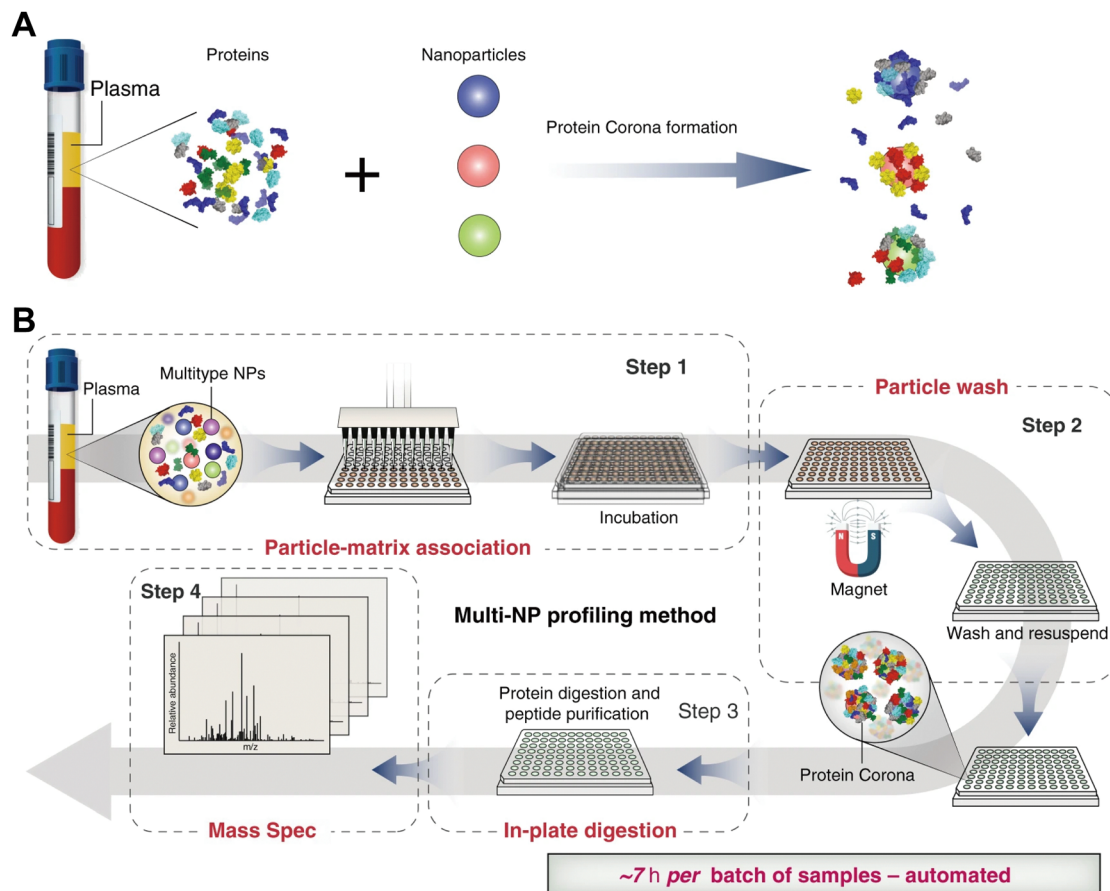 A
Proteins
Nanoparticles
Plasma
Protein Corona formation
B
Step 1
Multitype NPs
Plasma
Incubation
Particle-matrix association
Particle wash
Step 2
N S
Magnet
Wash and resuspend
Step 4
Relative abundance
m/z
Mass Spec
Multi-NP profiling method
Protein digestion and
peptide purification
Step 3
In-plate digestion
Protein Corona
~7 h per batch of samples – automated